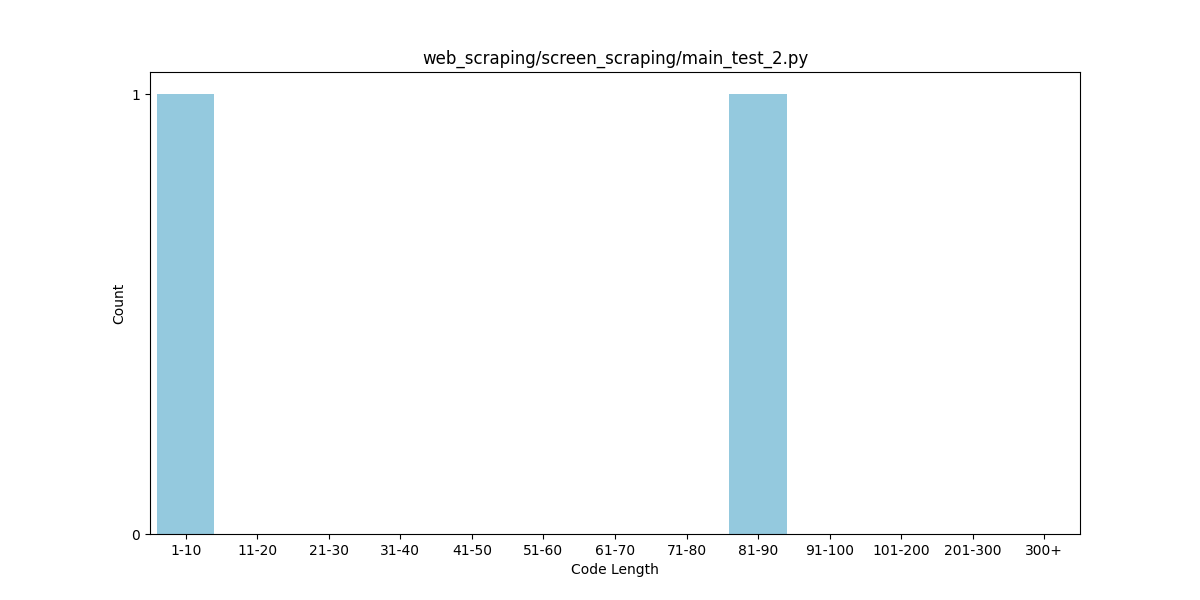 web_scraping/screen_scraping/main_test_2.py
1
Count
0
1-10 11-20 21-30 31-40 41-50 51-60 61-70 71-80 81-90 91-100 101-200 201-300 300+
Code Length